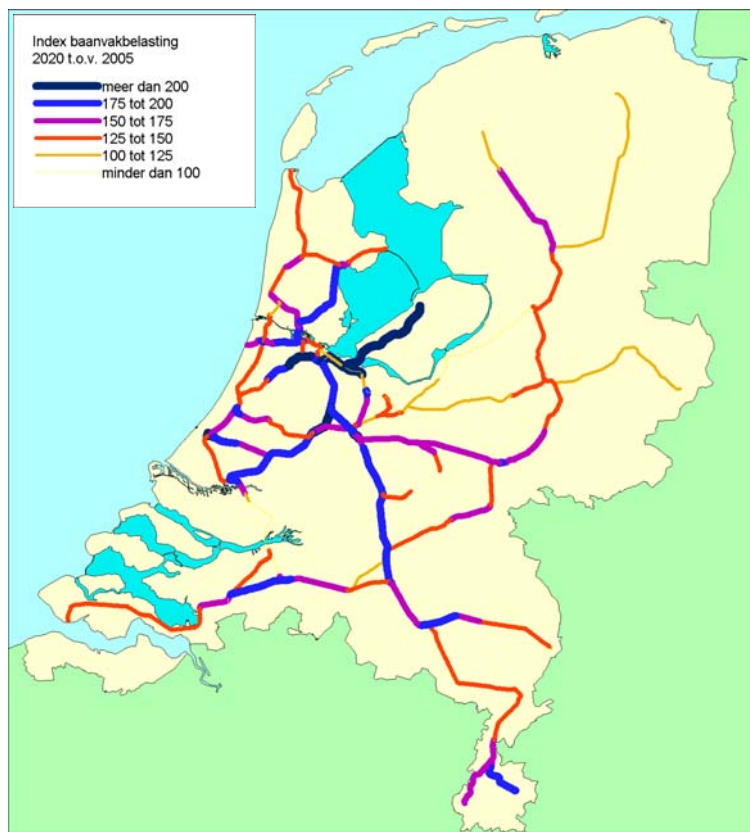 Index baanvakbelasting
2020 t.o.v. 2005
meer dan 200
175 tot 200
150 tot 175
125 tot 150
100 tot 125
minder dan 100